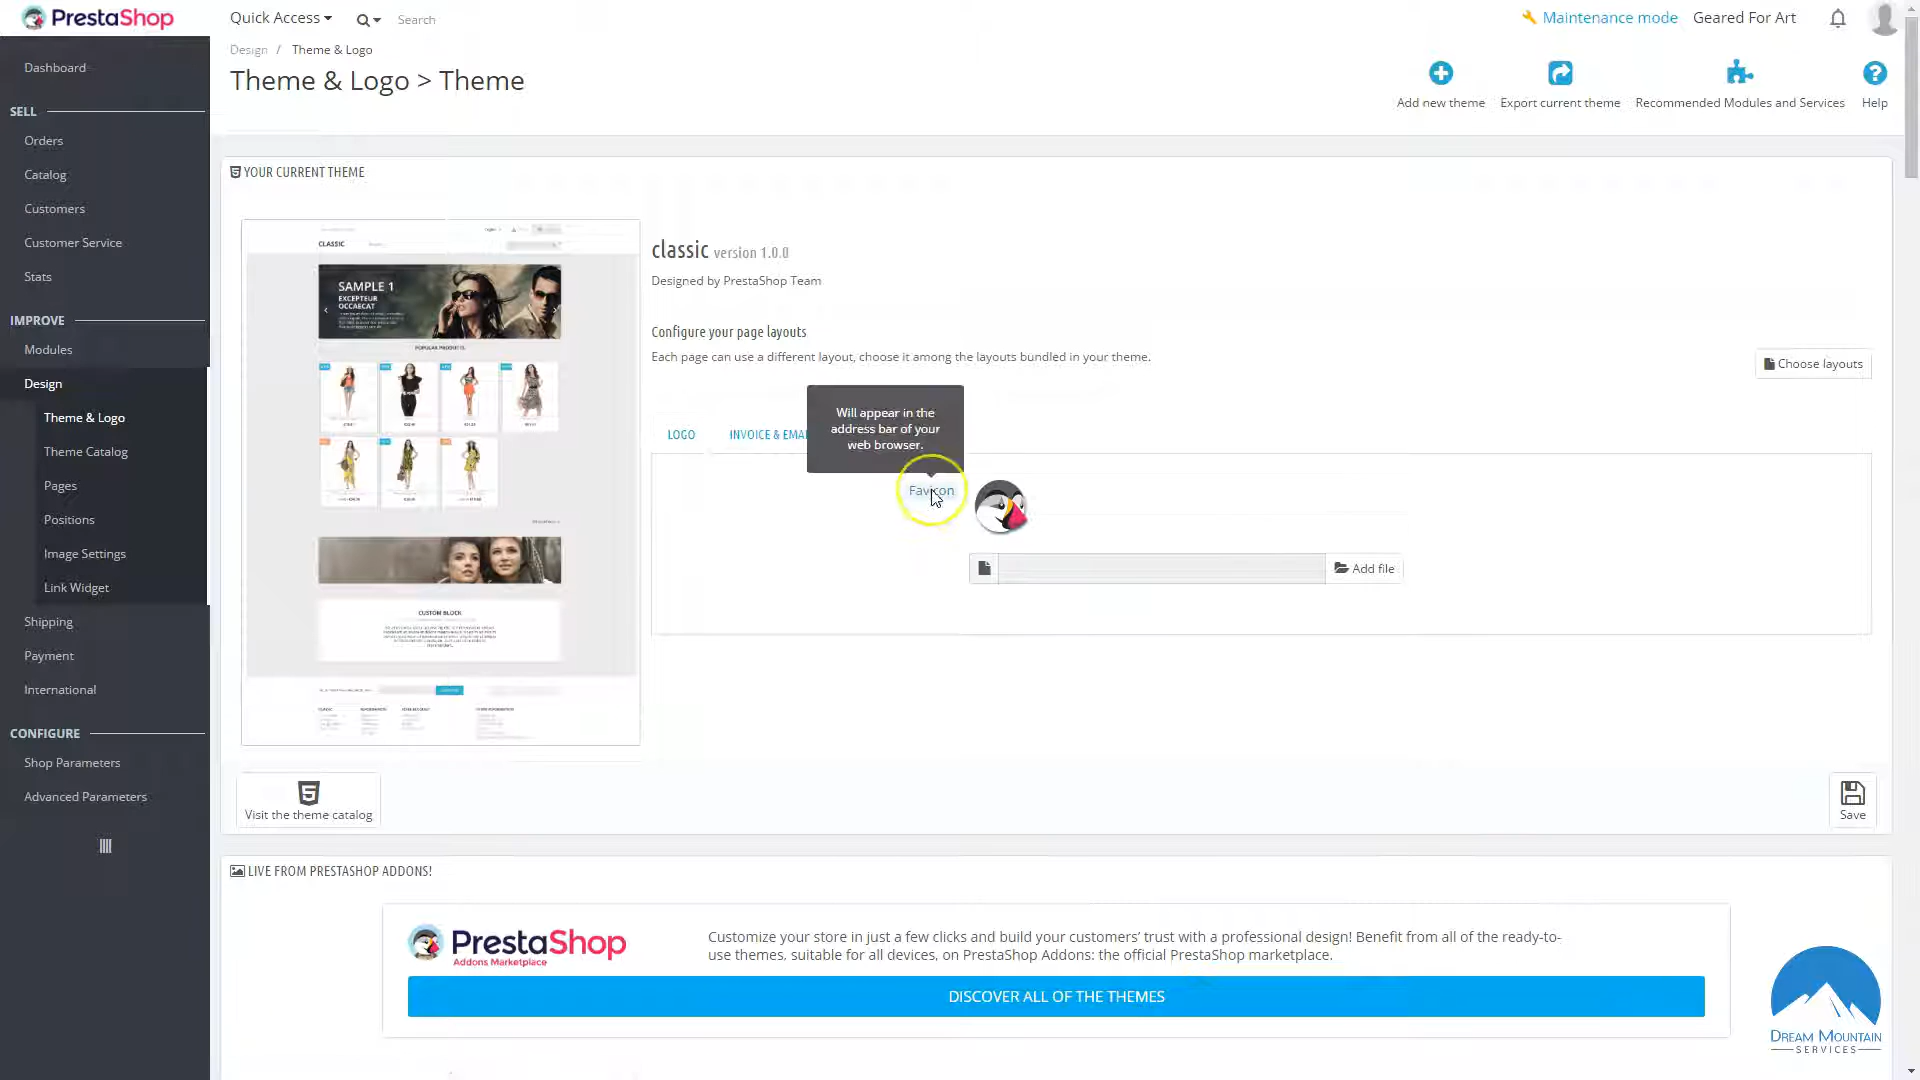 PrestaShop
Quick Access
Search
Maintenance mode
Geared For Art
Design / Theme & Logo
Theme & Logo > Theme
Add new theme
Export current theme
Recommended Modules and Services
Help
Dashboard
SELL
Orders
Catalog
Customers
Customer Service
Stats
IMPROVE
Modules
Design
Theme & Logo
Theme Catalog
Pages
Positions
Image Settings
Link Widget
Shipping
Payment
International
CONFIGURE
Shop Parameters
Advanced Parameters
YOUR CURRENT THEME
CLASSIC
SAMPLE 1
EXCEPTEUR
OCCAECAT
POPULAR PRODUCTS
CUSTOM BLOCK
classic version 1.0.0
Designed by PrestaShop Team
Configure your page layouts
Each page can use a different layout, choose it among the layouts bundled in your theme.
Choose layouts
Will appear in the
address bar of your
web browser.
LOGO
INVOICE & EMAI
Favicon
Add file
Visit the theme catalog
Save
LIVE FROM PRESTASHOP ADDONS!
PrestaShop
Addons Marketplace
Customize your store in just a few clicks and build your customers' trust with a professional design! Benefit from all of the ready-to-
use themes, suitable for all devices, on PrestaShop Addons: the official PrestaShop marketplace.
DISCOVER ALL OF THE THEMES
DREAM MOUNTAIN
SERVICES